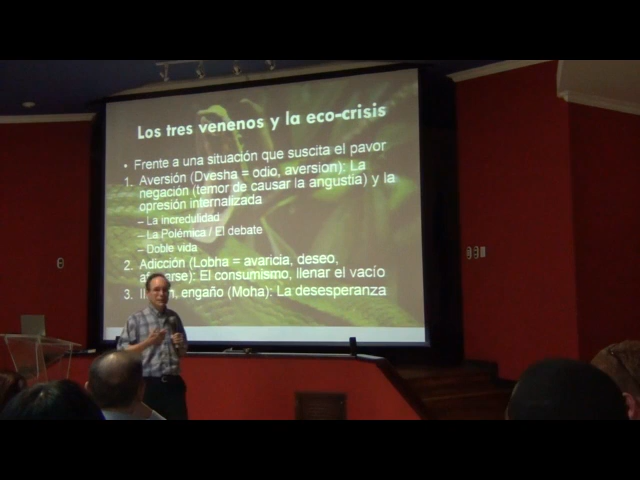 Los tres venenos y la eco-crisis
• Frente a una situación que suscita el pavor
1. Aversión (Dvesha = odio, aversion): La
negación (temor de causar la angustia) y la
opresión internalizada
– La incredulidad
– La Polémica / El debate
– Doble vida
2. Adicción (Lobha = avaricia, deseo,
El consumismo, llenar el vacío
3. engaño (Moha): La desesperanza